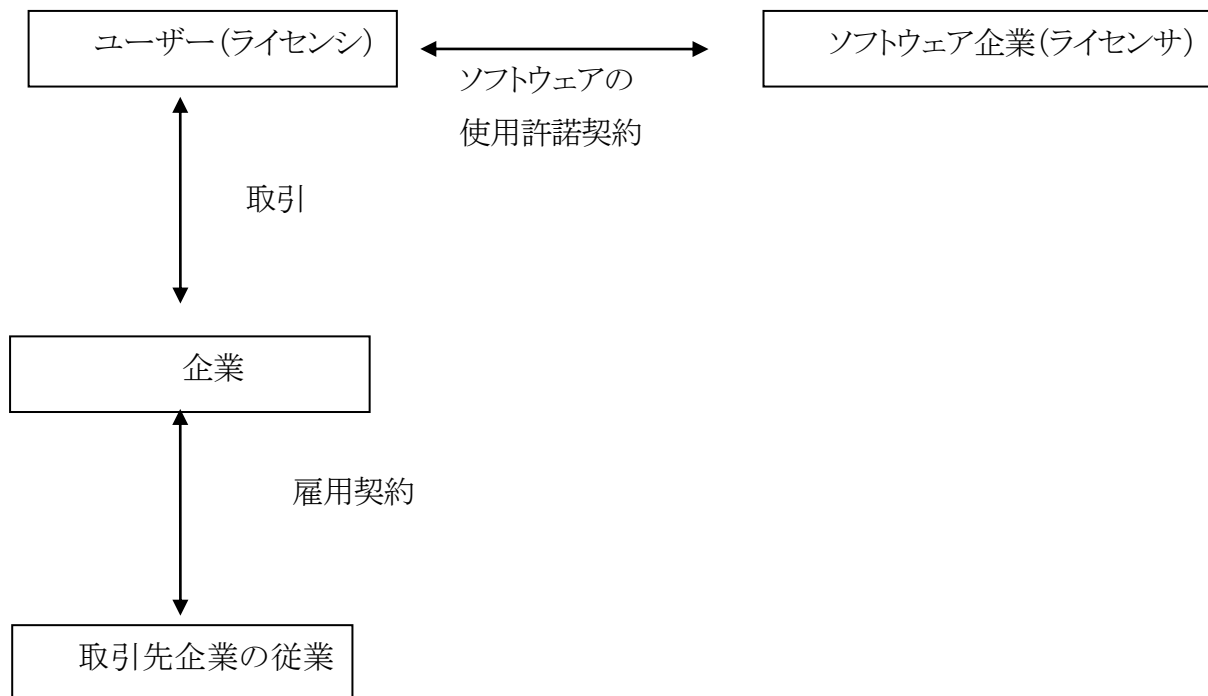 ユーザー(ライセンシ)
ソフトウェア企業(ライセンサ)
ソフトウェアの
使用許諾契約
取引
企業
雇用契約
取引先企業の従業